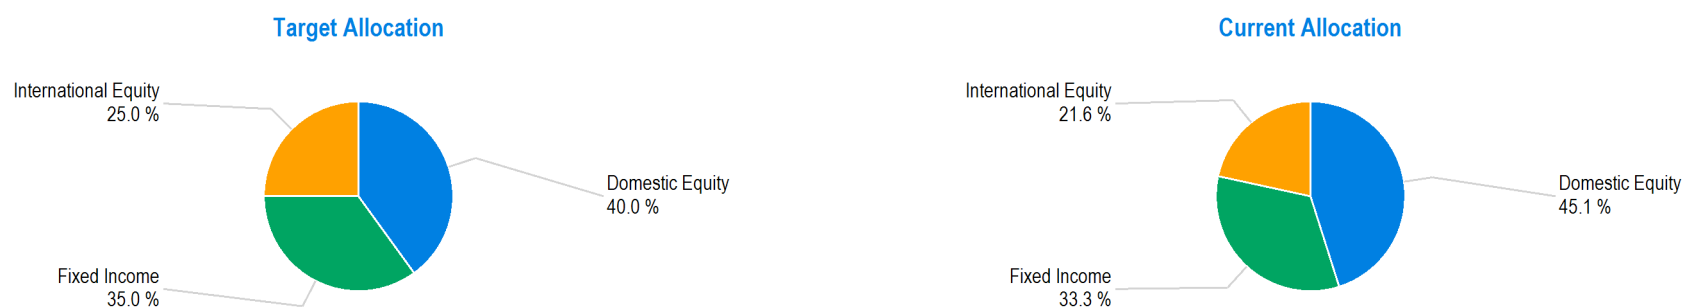 Target Allocation
International Equity
25.0 %
Domestic Equity
40.0 %
Fixed Income
35.0 %
Current Allocation
International Equity
21.6 %
Domestic Equity
45.1 %
Fixed Income
33.3 %